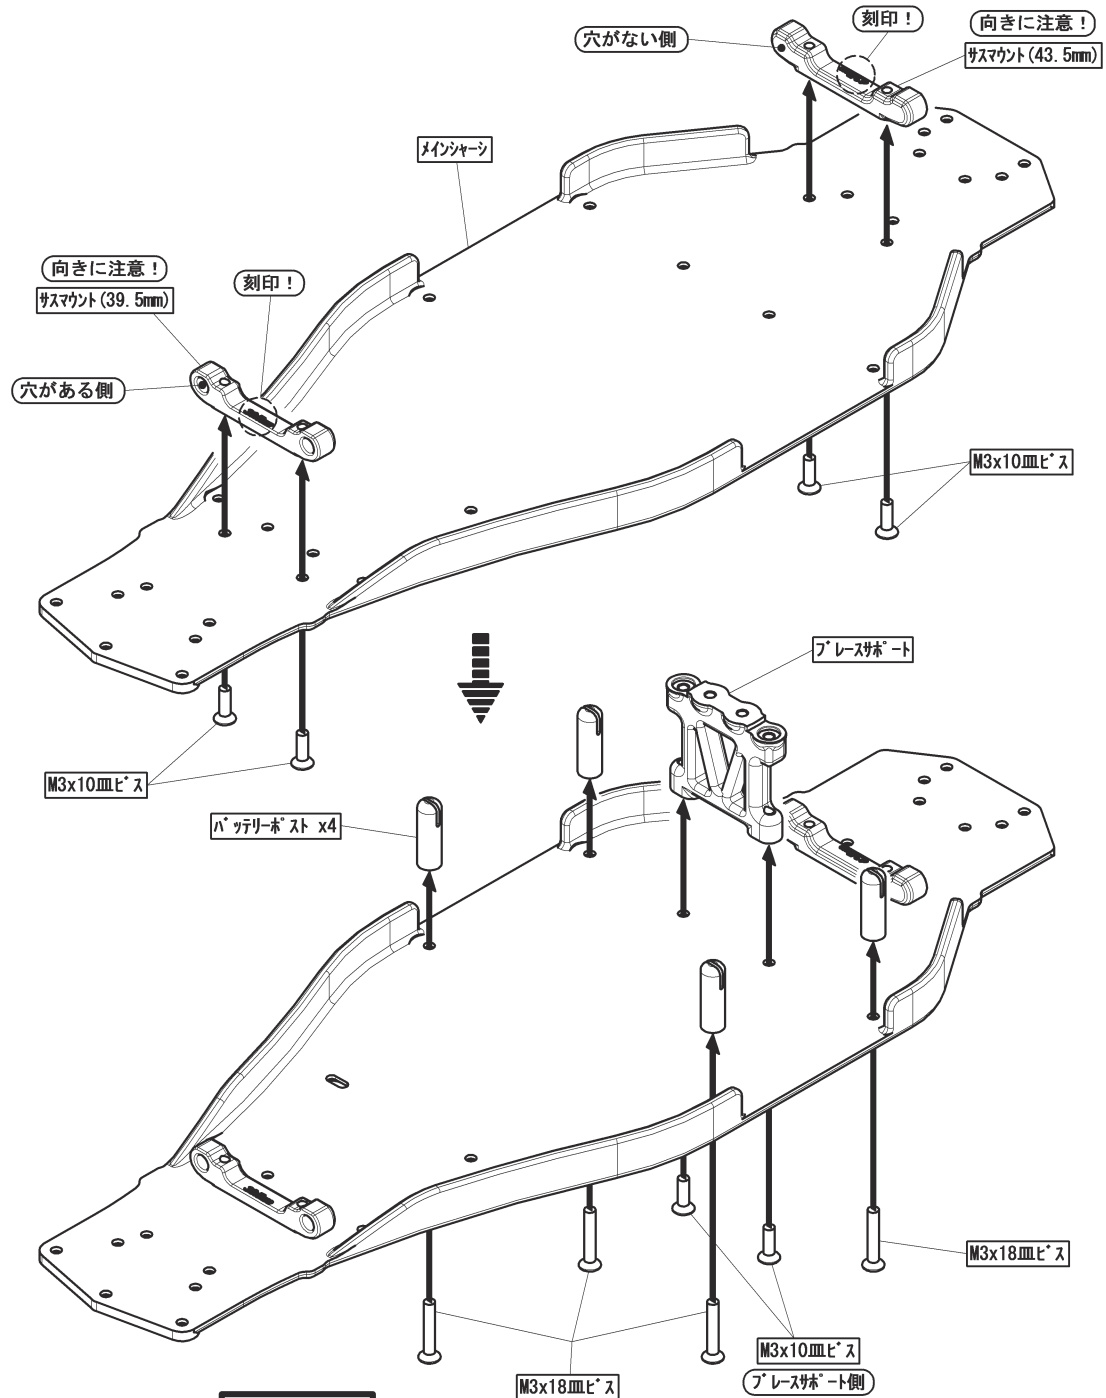 刻印！
穴がない側
向きに注意！
ｻｽﾏｳﾝﾄ(43.5mm)
ﾒｲﾝｼｬｰｼ
向きに注意！
刻印！
ｻｽﾏｳﾝﾄ(39.5mm)
穴がある側
M3x10皿ﾋﾞｽ
ﾌﾞﾚｰｽｻﾎﾟｰﾄ
M3x10皿ﾋﾞｽ
ﾊﾞｯﾃﾘｰﾎﾟｽﾄ x4
M3x18皿ﾋﾞｽ
M3x10皿ﾋﾞｽ
ﾌﾞﾚｰｽｻﾎﾟｰﾄ側
M3x18皿ﾋﾞｽ